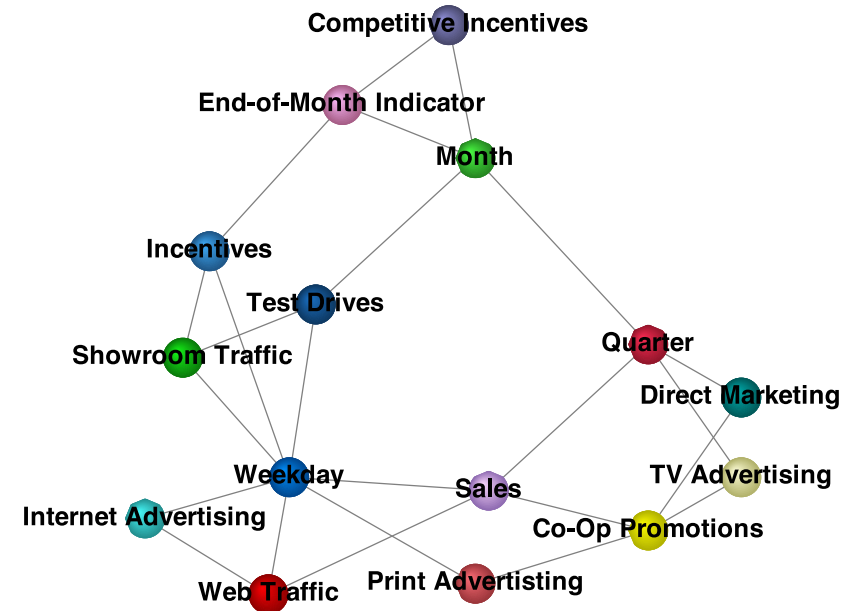 Competitive Incentives
End-of-Month Indicator
Month
Incentives
Test Drives
Showroom Traffic
Quarter
Direct Marketing
Weekday
Sales
TV Advertising
Internet Advertising
Co-Op Promotions
Web Traffic
Print Advertisting